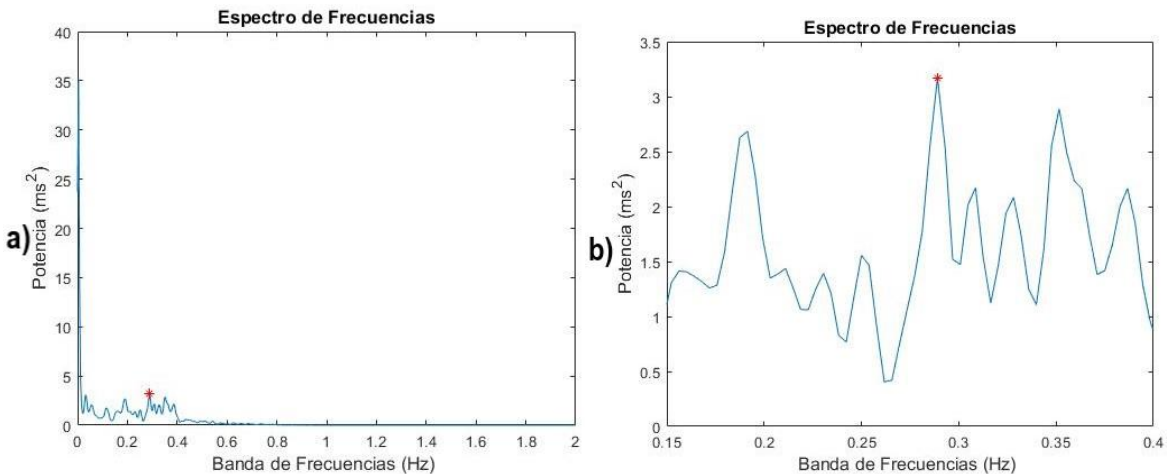 a)
Espectro de Frecuencias
Potencia (ms²)
40
35
30
25
20
15
10
5
0
0 0.2 0.4 0.6 0.8 1 1.2 1.4 1.6 1.8 2
Banda de Frecuencias (Hz)
b)
Espectro de Frecuencias
Potencia (ms²)
3.5
3
2.5
2
1.5
1
0.5
0
0.15 0.2 0.25 0.3 0.35 0.4
Banda de Frecuencias (Hz)